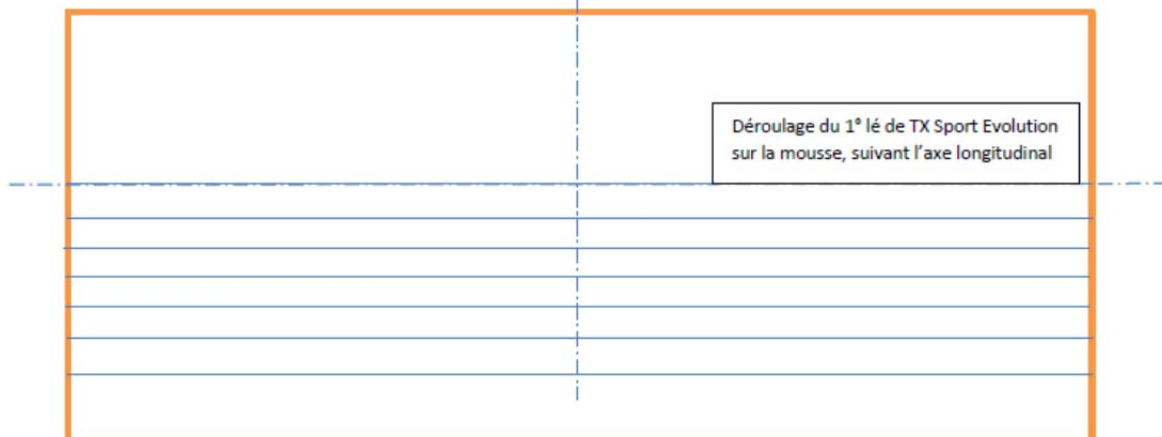 Déroulage du 1° lé de TX Sport Evolution
sur la mousse, suivant l'axe longitudinal